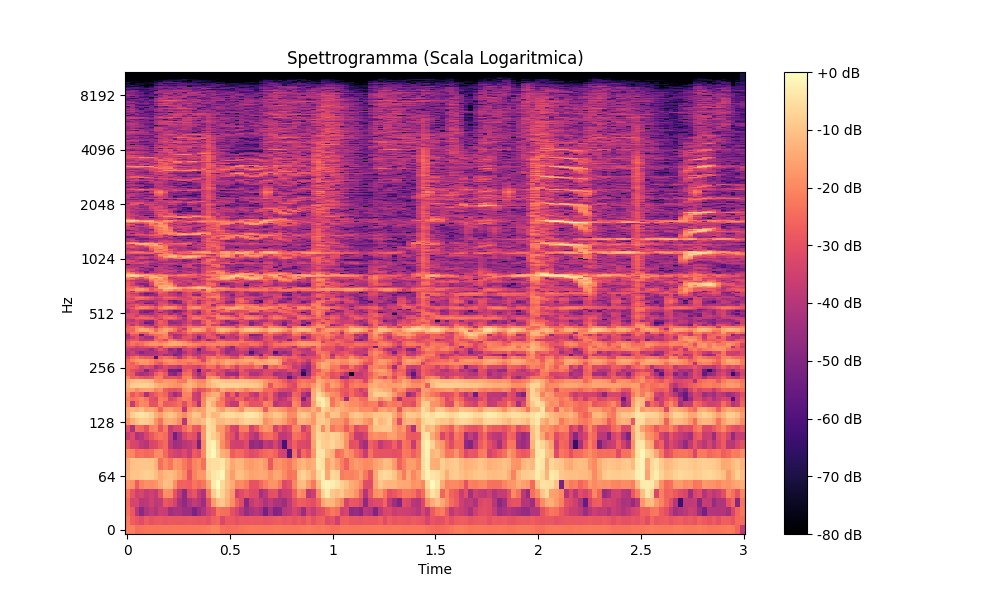 Spettrogramma (Scala Logaritmica)
Hz
8192
4096
2048
1024
512
256
128
64
0
0 0.5 1 1.5 2 2.5 3
Time
+0 dB
-10 dB
-20 dB
-30 dB
-40 dB
-50 dB
-60 dB
-70 dB
-80 dB